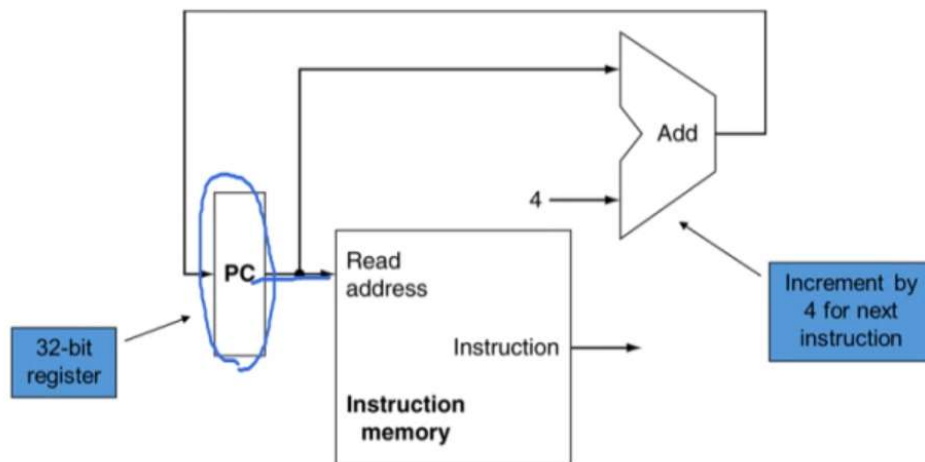 Add
4
PC
Read
address
Increment by
4 for next
instruction
32-bit
register
Instruction
Instruction
memory